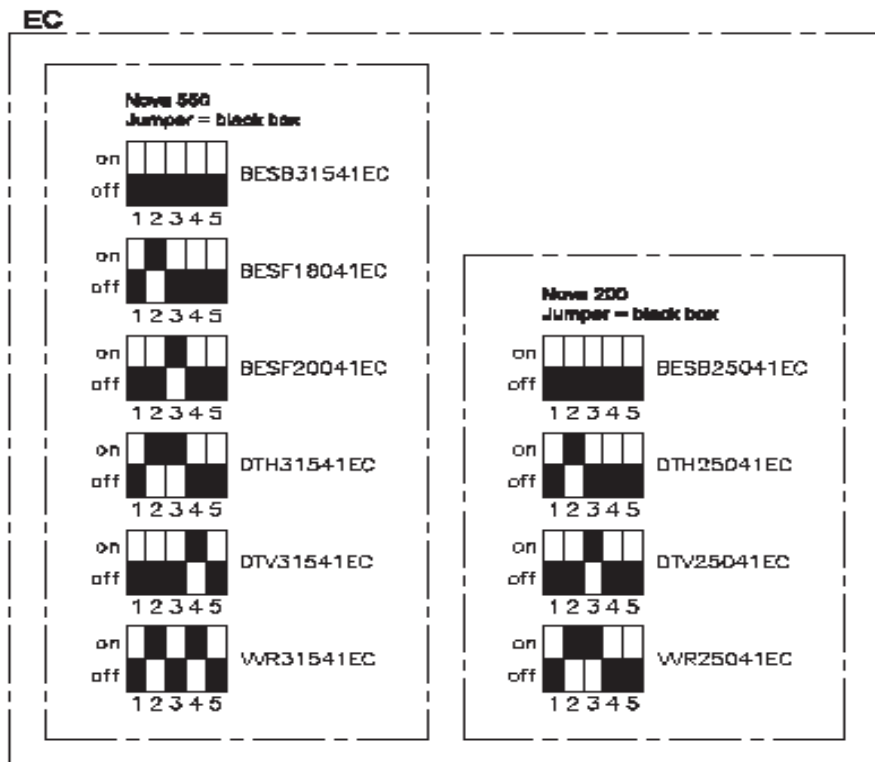 EC
Nova 550
Jumper = black box
on
off
1 2 3 4 5
BESB31541EC
on
off
1 2 3 4 5
BESF18041EC
on
off
1 2 3 4 5
BESF20041EC
on
off
1 2 3 4 5
DTH31541EC
on
off
1 2 3 4 5
DTV31541EC
on
off
1 2 3 4 5
VVR31541EC
Nova 200
Jumper = black box
on
off
1 2 3 4 5
BESB25041EC
on
off
1 2 3 4 5
DTH25041EC
on
off
1 2 3 4 5
DTV25041EC
on
off
1 2 3 4 5
VVR25041EC